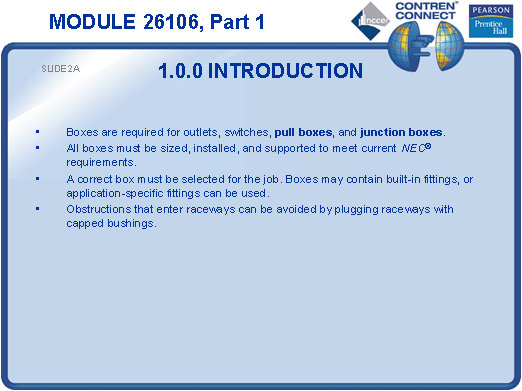 MODULE 26106, Part 1
nccer
CONTREN®
CONNECT
PEARSON
Prentice
Hall
SLIDE 2A
1.0.0 INTRODUCTION
• Boxes are required for outlets, switches, pull boxes, and junction boxes.
• All boxes must be sized, installed, and supported to meet current NEC®
requirements.
• A correct box must be selected for the job. Boxes may contain built-in fittings, or
application-specific fittings can be used.
• Obstructions that enter raceways can be avoided by plugging raceways with
capped bushings.